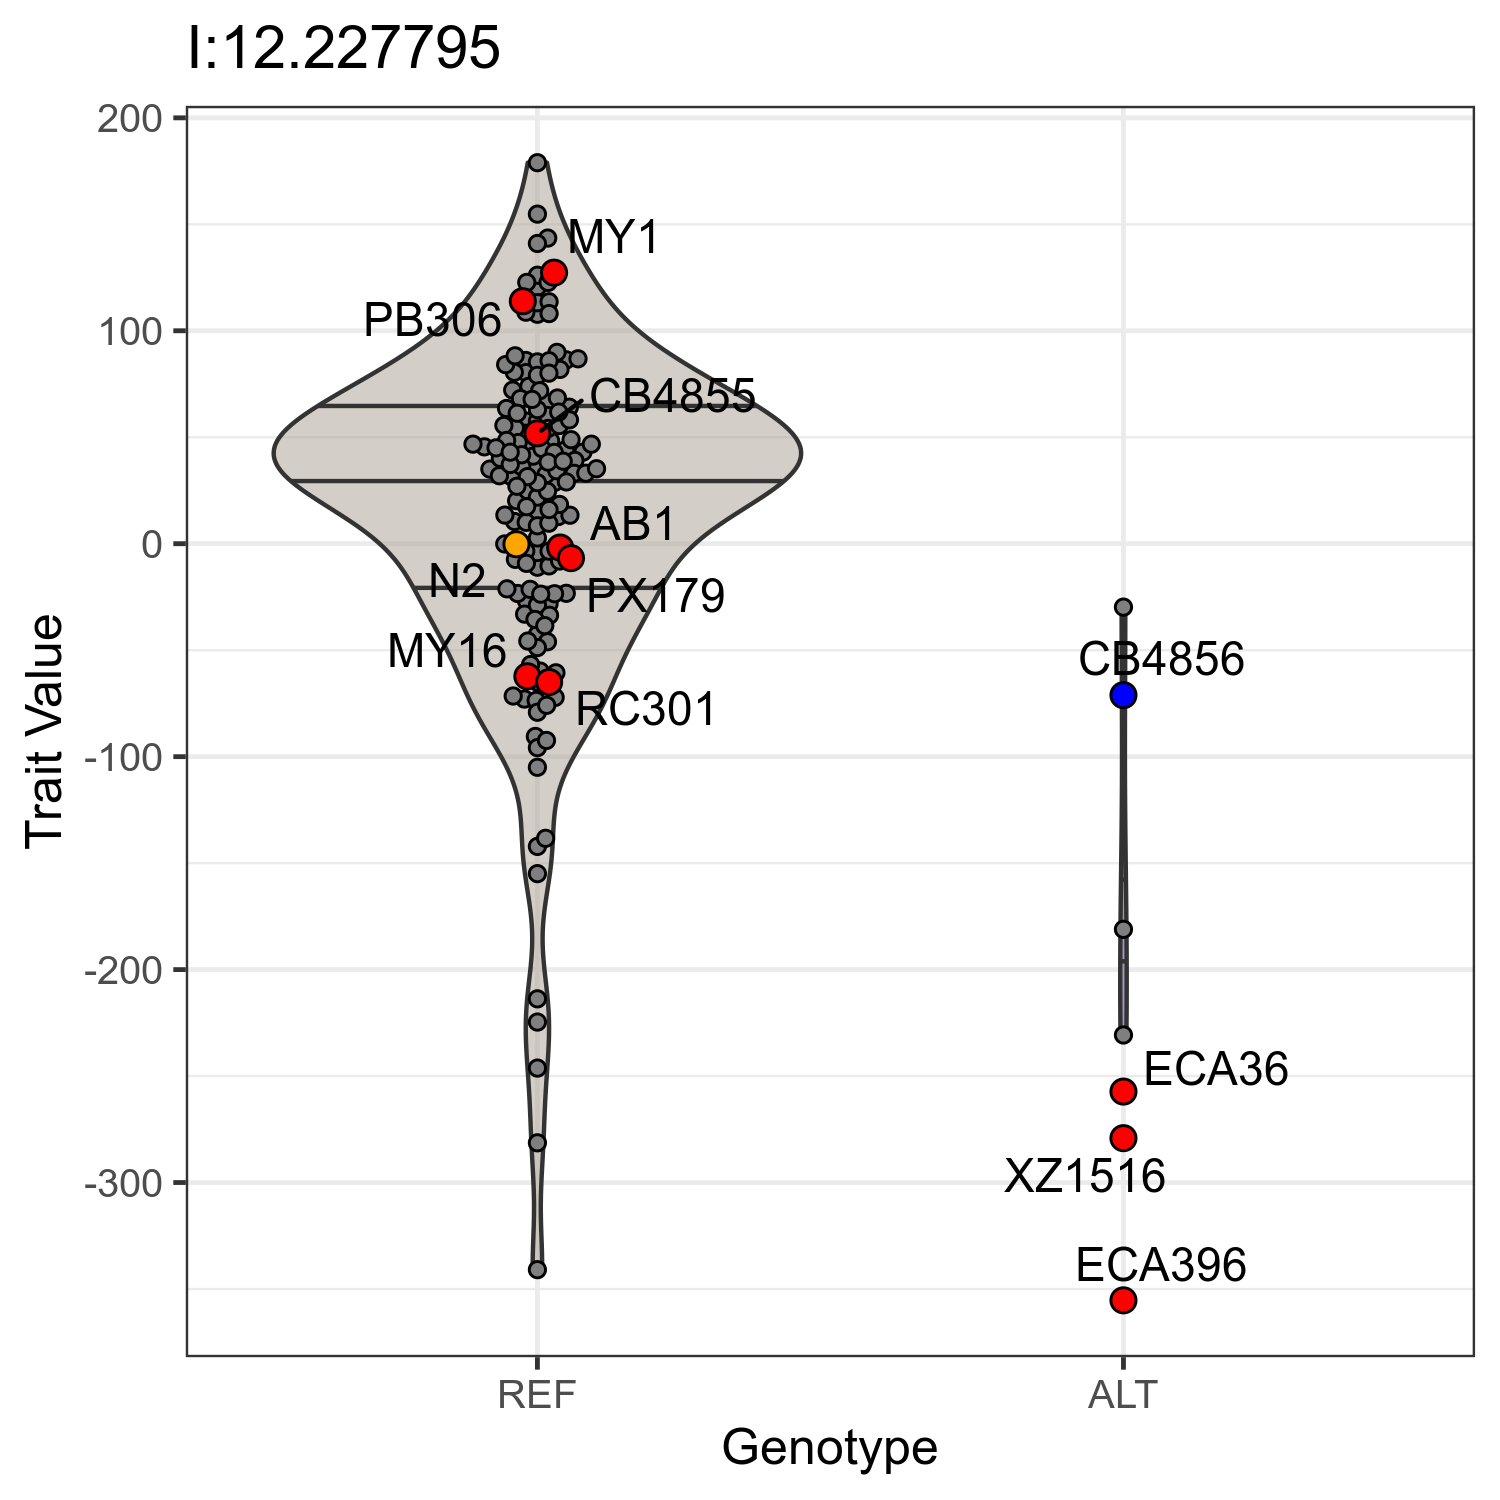 I:12.227795
200
100
0
-100
-200
-300
Trait Value
MY1
PB306
CB4855
AB1
N2
PX179
MY16
RC301
CB4856
ECA36
XZ1516
ECA396
REF
ALT
Genotype